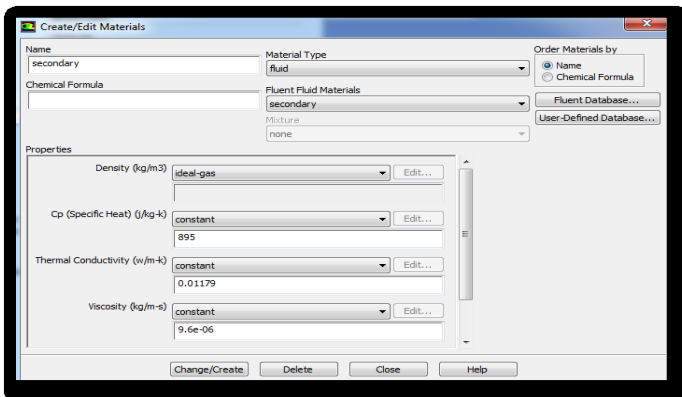 Create/Edit Materials
Name
secondary
Chemical Formula
Material Type
fluid
Fluent Fluid Materials
secondary
Mixture
none
Order Materials by
Name
Chemical Formula
Fluent Database...
User-Defined Database...
Properties
Density (kg/m3)
ideal-gas
Edit...
Cp (Specific Heat) (j/kg-k)
constant
Edit...
895
Thermal Conductivity (w/m-k)
constant
Edit...
0.01179
Viscosity (kg/m-s)
constant
Edit...
9.6e-06
Change/Create
Delete
Close
Help